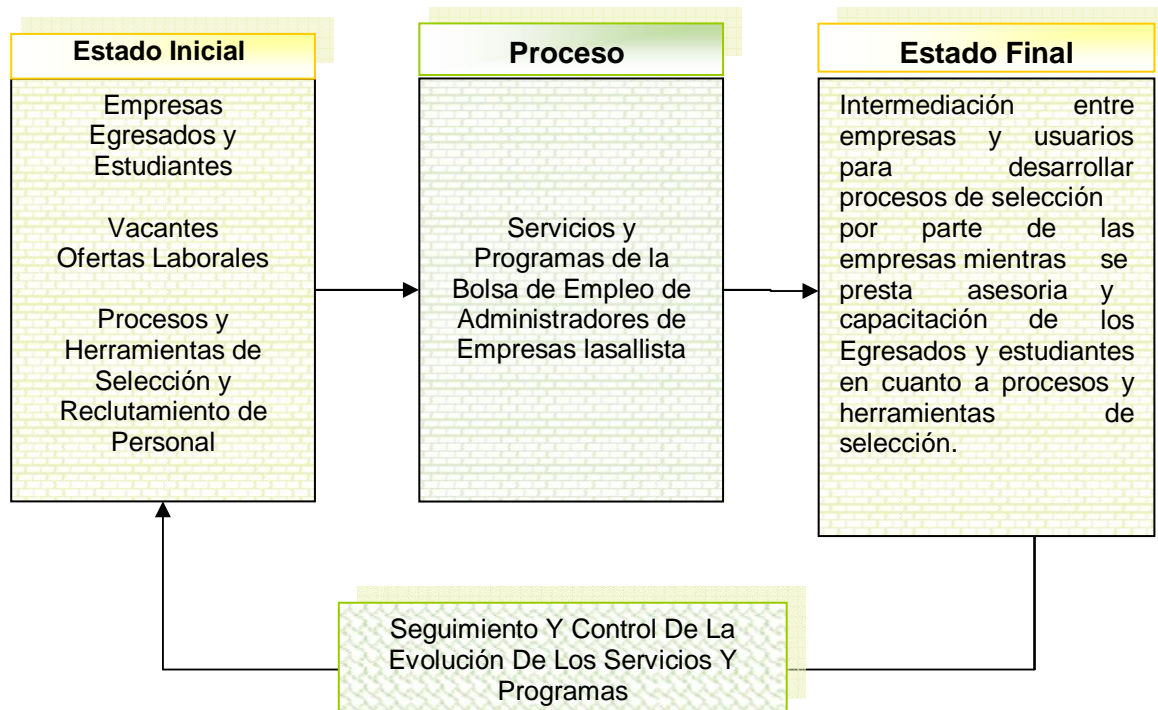 Estado Inicial
Empresas
Egresados y
Estudiantes
Vacantes
Ofertas Laborales
Procesos y
Herramientas de
Selección y
Reclutamiento de
Personal
Proceso
Servicios y
Programas de la
Bolsa de Empleo de
Administradores de
Empresas lasallista
Estado Final
Intermediación entre
empresas y usuarios
para desarrollar
procesos de selección
por parte de las
empresas mientras se
presta asesoria y
capacitación de los
Egresados y estudiantes
en cuanto a procesos y
herramientas de
selección.
Seguimiento Y Control De La
Evolución De Los Servicios Y
Programas